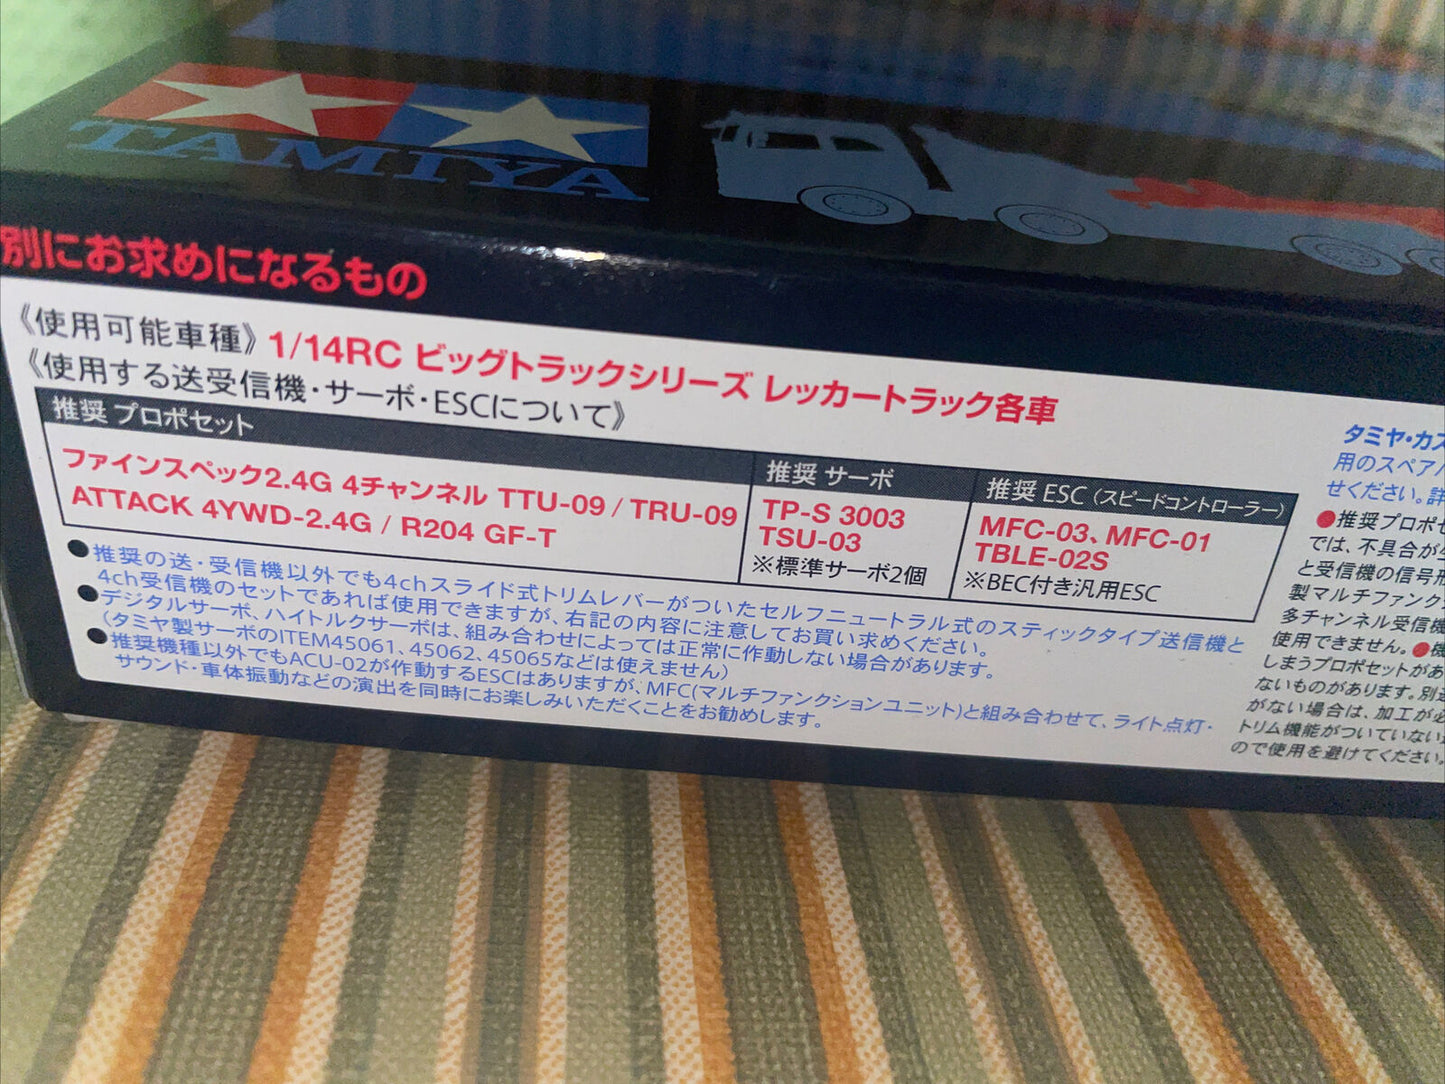 TAMIYA
別にお求めになるもの
《使用可能車種》1/14RC ビッグトラックシリーズ レッカートラック各車
《使用する送受信機・サーボ・ESCについて》
推奨 プロポセット
ファインスペック2.4G 4チャンネル TTU-09 / TRU-09
ATTACK 4YWD-2.4G / R204 GF-T
推奨 サーボ
TP-S 3003
TSU-03
※標準サーボ2個
推奨 ESC（スピードコントローラー）
MFC-03、MFC-01
TBLE-02S
※BEC付き汎用ESC
●推奨の送・受信機以外でも4chスライド式トリムレバーがついたセルフニュートラル式のスティックタイプ送信機と
4ch受信機のセットであれば使用できますが、右記の内容に注意してお買い求めください。
●デジタルサーボ、ハイトルクサーボは、組み合わせによっては正常に作動しない場合があります。
（タミヤ製サーボのITEM45061、45062、45065などは使えません）
●推奨機種以外でもACU-02が作動するESCはありますが、MFC(マルチファンクションユニット)と組み合わせて、ライト点灯・
サウンド・車体振動などの演出を同時にお楽しみいただくことをお勧めします。
タミヤ・カス
用のスペア
せください。詳
●推奨プロポセ
では、不具合が
と受信機の信号形
製マルチファンク
多チャンネル受信機
使用できません。●機
しまうプロポセットがあ
ないものがあります。別
がない場合は、加工が必
トリム機能がついていない
ので使用を避けてください。